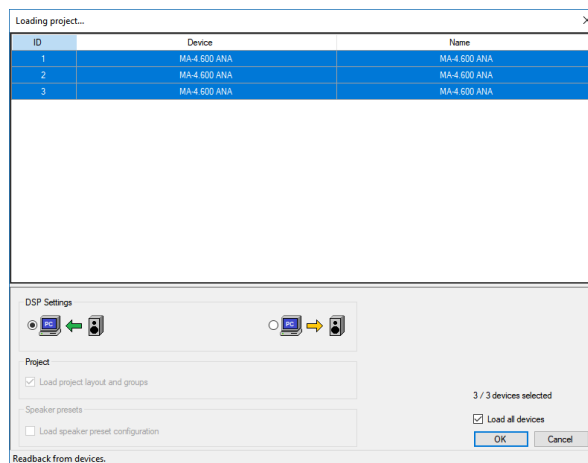 Loading project...
ID Device Name
1 MA-4.600 ANA MA-4.600 ANA
2 MA-4.600 ANA MA-4.600 ANA
3 MA-4.600 ANA MA-4.600 ANA
DSP Settings
PC PC
Project
Load project layout and groups
3 / 3 devices selected
Speaker presets
Load all devices
Load speaker preset configuration
OK Cancel
Readback from devices.